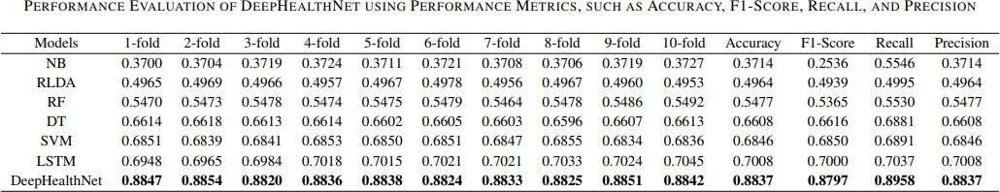 PERFORMANCE EVALUATION OF DEEPHEALTHNET USING PERFORMANCE METRICS, SUCH AS ACCURACY, F1-SCORE, RECALL, AND PRECISION
Models 1-fold 2-fold 3-fold 4-fold 5-fold 6-fold 7-fold 8-fold 9-fold 10-fold Accuracy F1-Score Recall Precision
NB 0.3700 0.3704 0.3719 0.3724 0.3711 0.3721 0.3708 0.3706 0.3719 0.3727 0.3714 0.2536 0.5546 0.3714
RLDA 0.4965 0.4969 0.4966 0.4957 0.4967 0.4978 0.4956 0.4967 0.4960 0.4953 0.4964 0.4939 0.4995 0.4964
RF 0.5470 0.5473 0.5478 0.5474 0.5475 0.5479 0.5464 0.5478 0.5486 0.5492 0.5477 0.5365 0.5530 0.5477
DT 0.6614 0.6618 0.6613 0.6614 0.6602 0.6605 0.6603 0.6596 0.6607 0.6613 0.6608 0.6616 0.6881 0.6608
SVM 0.6851 0.6839 0.6841 0.6853 0.6850 0.6851 0.6847 0.6855 0.6834 0.6836 0.6846 0.6850 0.6891 0.6846
LSTM 0.6948 0.6965 0.6984 0.7018 0.7015 0.7021 0.7021 0.7033 0.7024 0.7045 0.7008 0.7000 0.7037 0.7008
DeepHealthNet 0.8847 0.8854 0.8820 0.8836 0.8838 0.8824 0.8833 0.8825 0.8851 0.8842 0.8837 0.8797 0.8958 0.8837